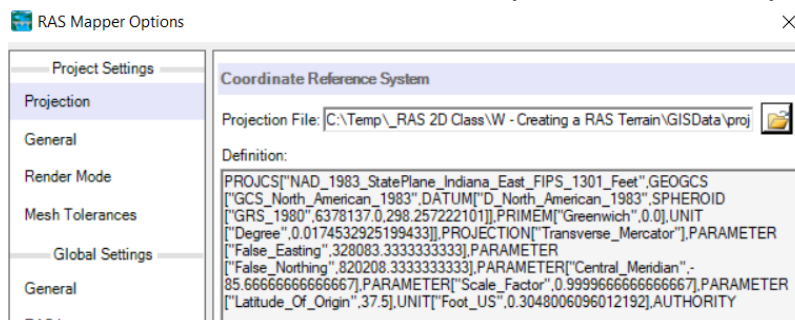 RAS Mapper Options
Project Settings
Projection
General
Render Mode
Mesh Tolerances
Global Settings
General
Coordinate Reference System
Projection File: C:\Temp\_RAS 2D Class\W - Creating a RAS Terrain\GISData\proj
Definition:
PROJCS["NAD_1983_StatePlane_Indiana_East_FIPS_1301_Feet",GEOGCS
["GCS_North_American_1983",DATUM["D_North_American_1983",SPHEROID
["GRS_1980",6378137.0,298.257222101]],PRIMEM["Greenwich",0.0],UNIT
["Degree",0.0174532925199433]],PROJECTION["Transverse_Mercator"],PARAMETER
["False_Easting",328083.3333333333],PARAMETER
["False_Northing",820208.3333333333],PARAMETER["Central_Meridian",-
85.66666666666667],PARAMETER["Scale_Factor",0.9999666666666667],PARAMETER
["Latitude_Of_Origin",37.5],UNIT["Foot_US",0.3048006096012192],AUTHORITY